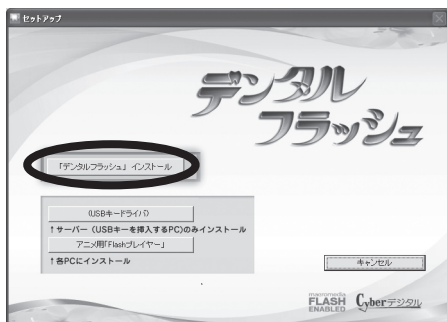 セットアップ
デンタル
フラッシュ
「デンタルフラッシュ」 インストール
(USBキードライバ)
↑サーバー (USBキーを挿入するPC)のみインストール
アニメ用「Flashプレイヤー」
↑各PCにインストール
キャンセル
macromedia
FLASH
ENABLED
Cyberデジタル